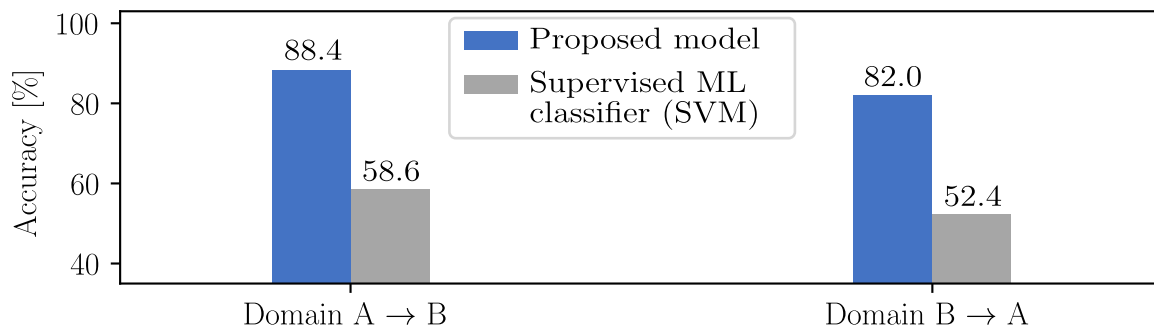 Accuracy [%]
100
80
60
40
88.4
58.6
82.0
52.4
Proposed model
Supervised ML
classifier (SVM)
Domain A → B
Domain B → A